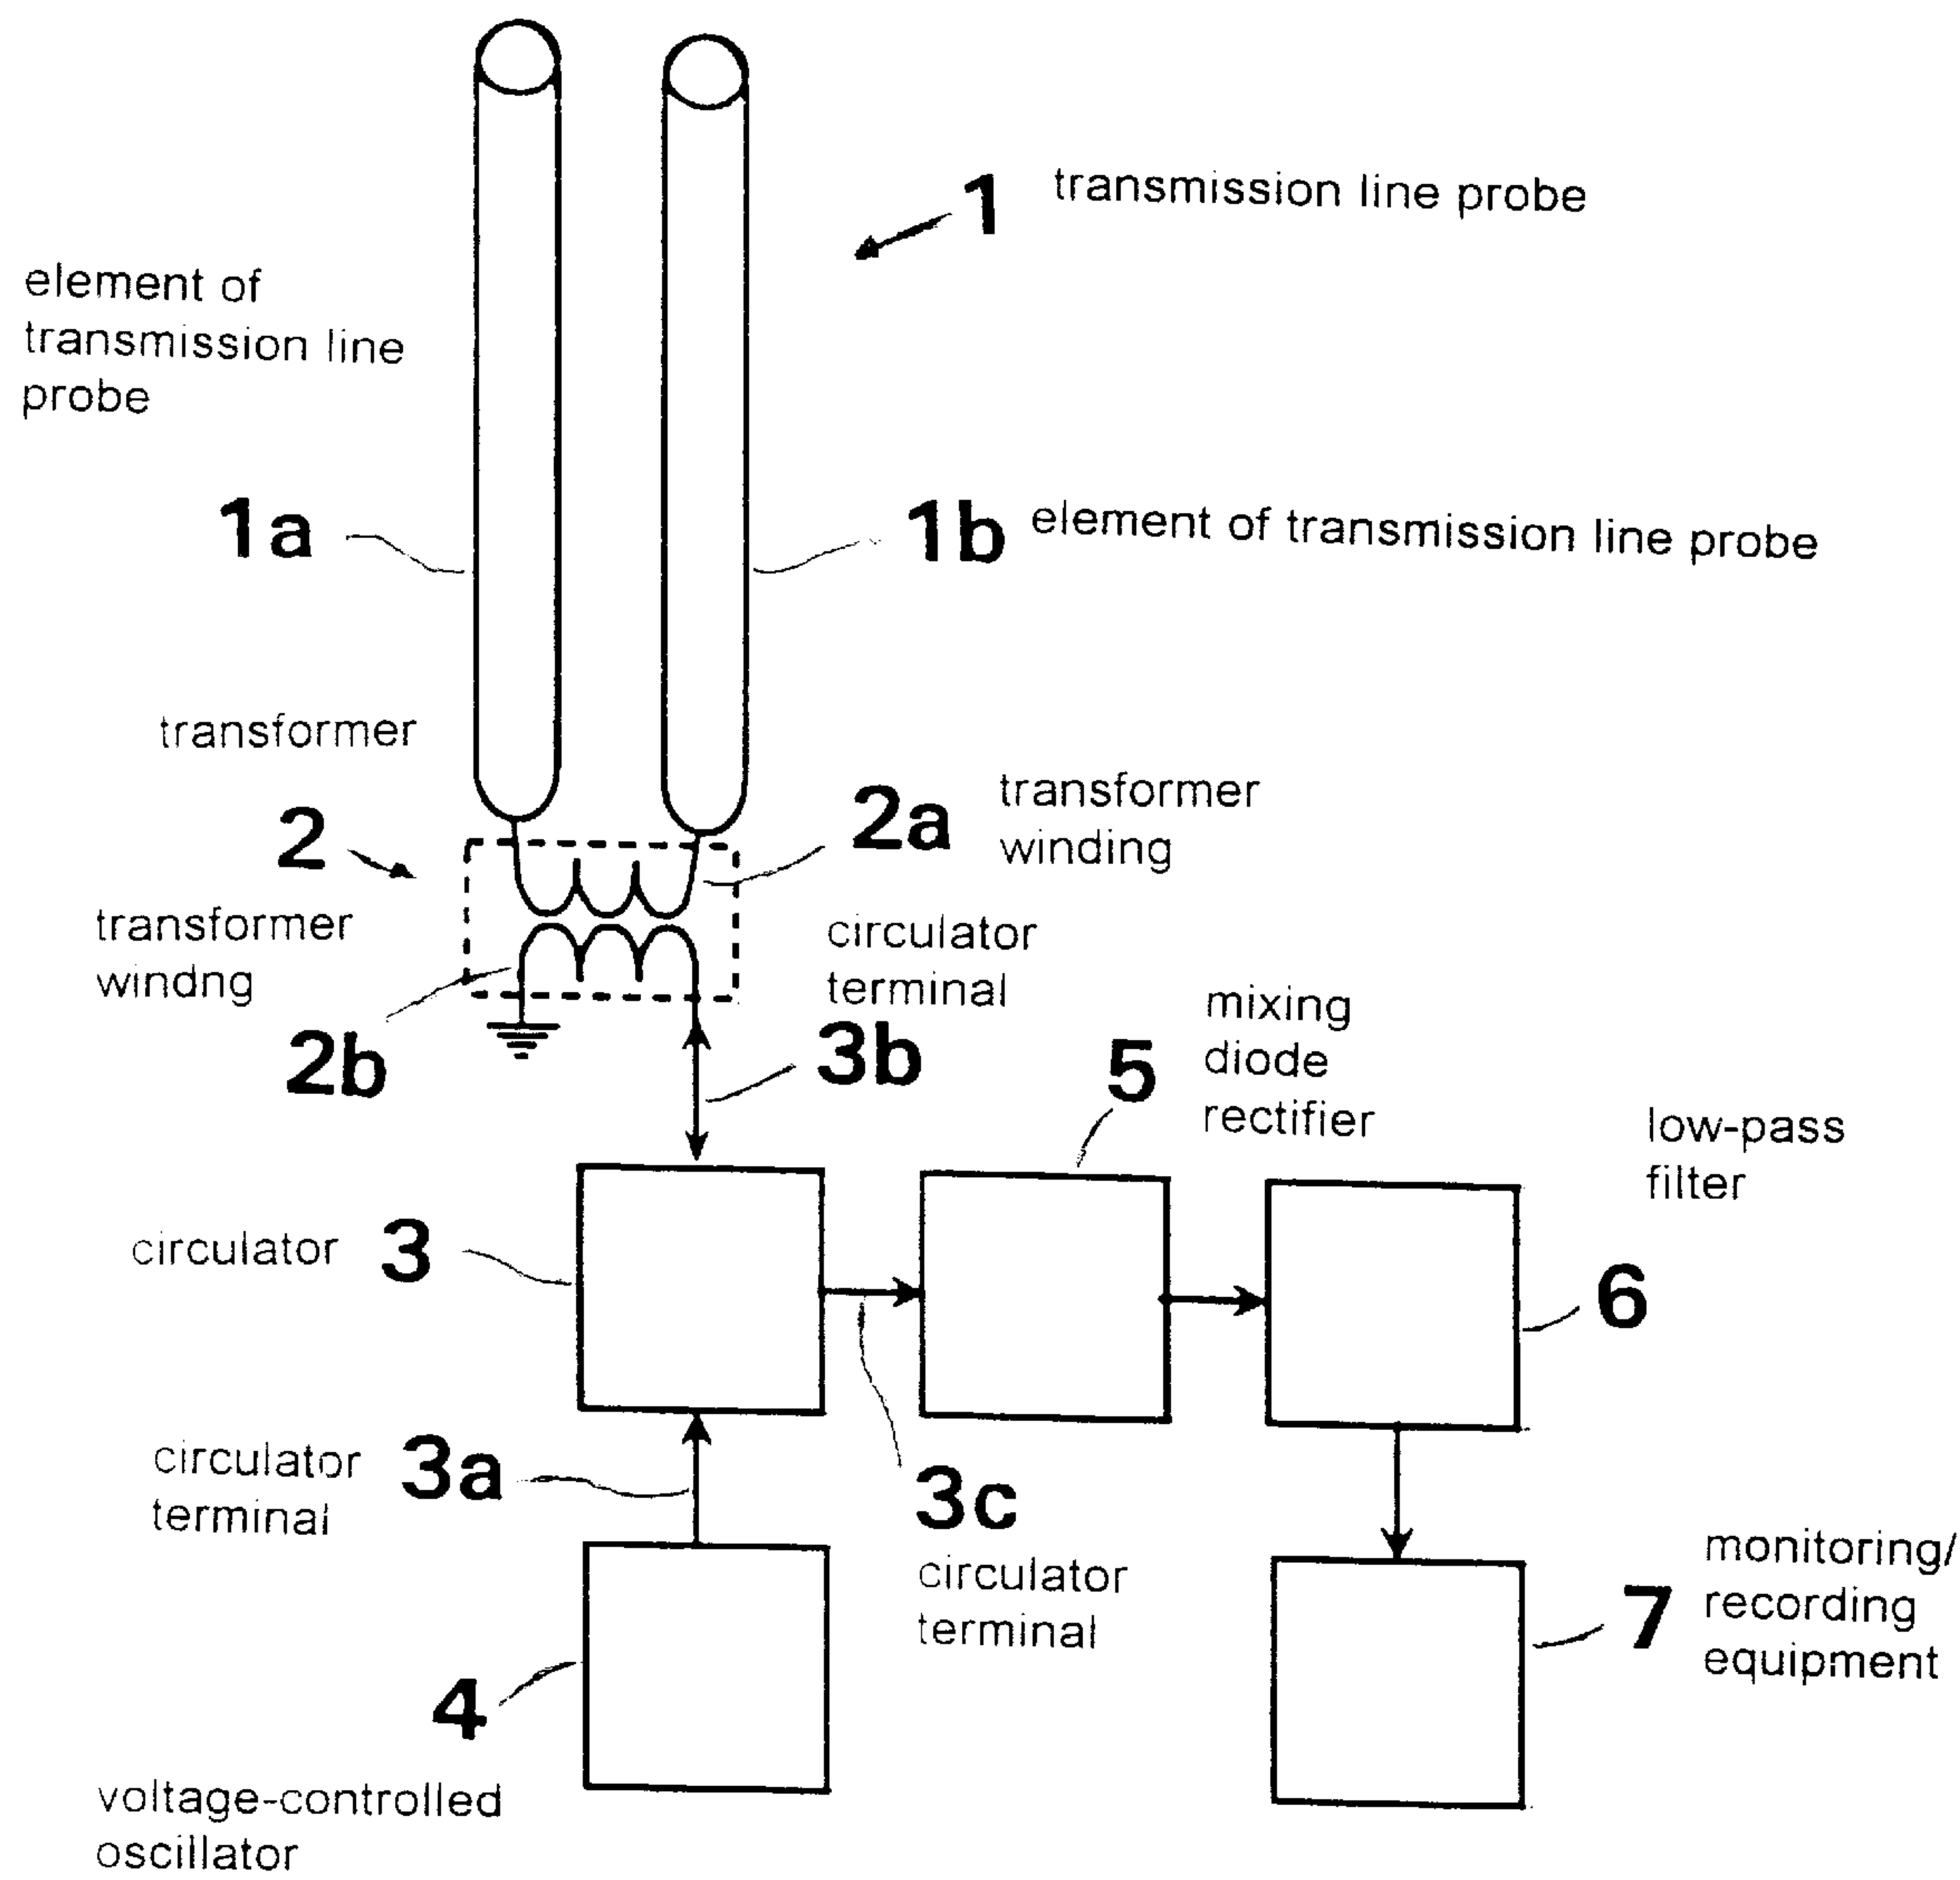 1 transmission line probe
element of
transmission line
probe
1a
1b element of transmission line probe
transformer
2
2a
transformer
winding
transformer
windng
2b
circulator
terminal
3b
5
mixing
diode
rectifier
low-pass
filter
circulator 3
6
circulator
terminal
3a
3c
circulator
terminal
monitoring/
recording
equipment
7
4
voltage-controlled
oscillator